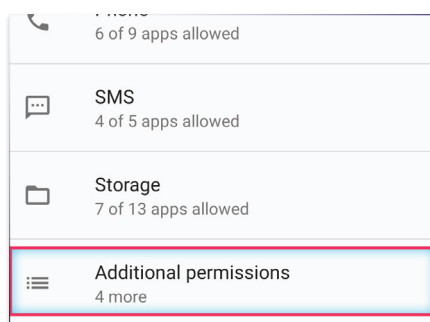 Phone
6 of 9 apps allowed
SMS
4 of 5 apps allowed
Storage
7 of 13 apps allowed
Additional permissions
4 more